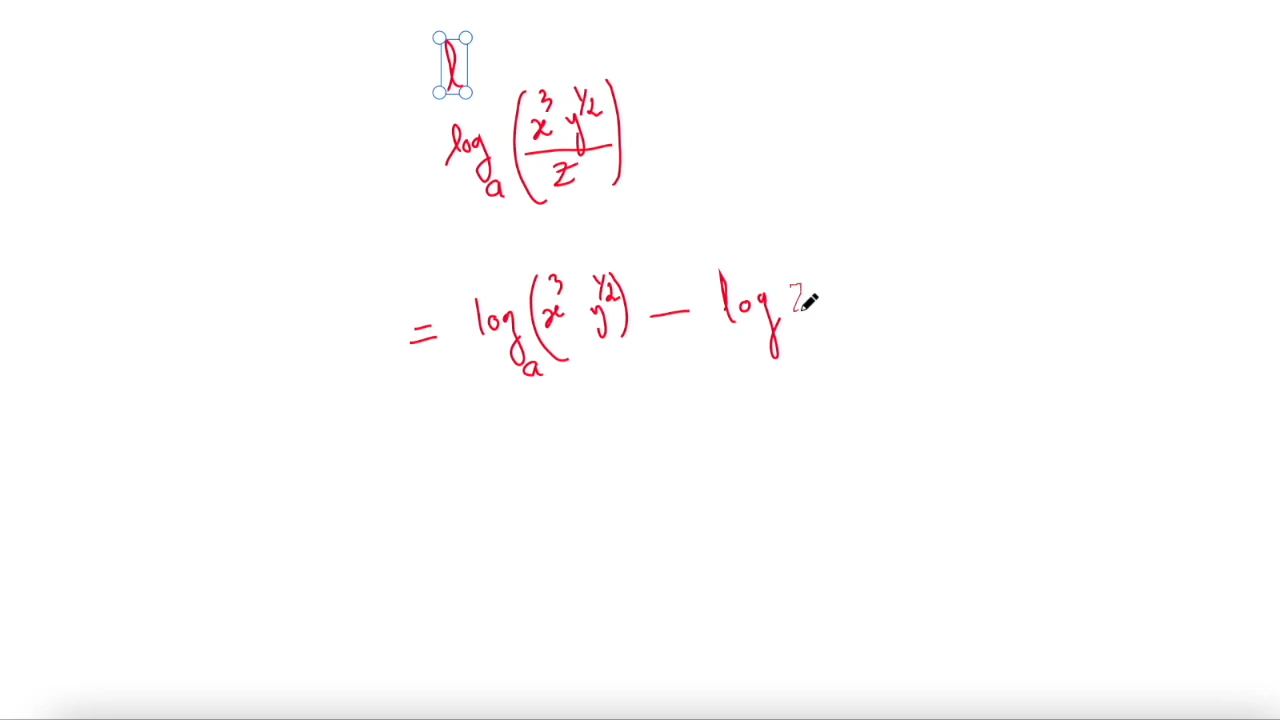 l
log_a (x^3 y^1/2 / z)
= log_a (x^3 y^1/2) — log z